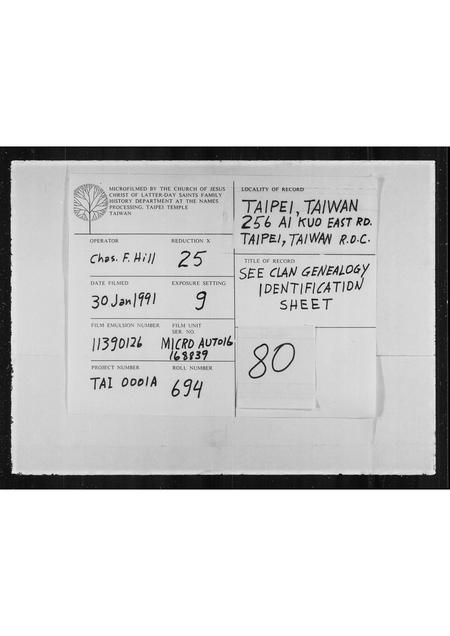 MICROFILMED BY THE CHURCH OF JESUS
CHRIST OF LATTER-DAY SAINTS FAMILY
HISTORY DEPARTMENT AT THE NAMES
PROCESSING, TAIPEI TEMPLE
TAIWAN
OPERATOR
REDUCTION X
Chas. F. Hill
25
DATE FILMED
EXPOSURE SETTING
30 Jan 1991
9
FILM EMULSION NUMBER
FILM UNIT
SER. NO.
11390126
MICRO AUTO16
168839
PROJECT NUMBER
ROLL NUMBER
TAI 0001A
694
LOCALITY OF RECORD
TAIPEI, TAIWAN
256 AI KUO EAST RD.
TAIPEI, TAIWAN R.O.C.
TITLE OF RECORD
SEE CLAN GENEALOGY
IDENTIFICATION
SHEET
80